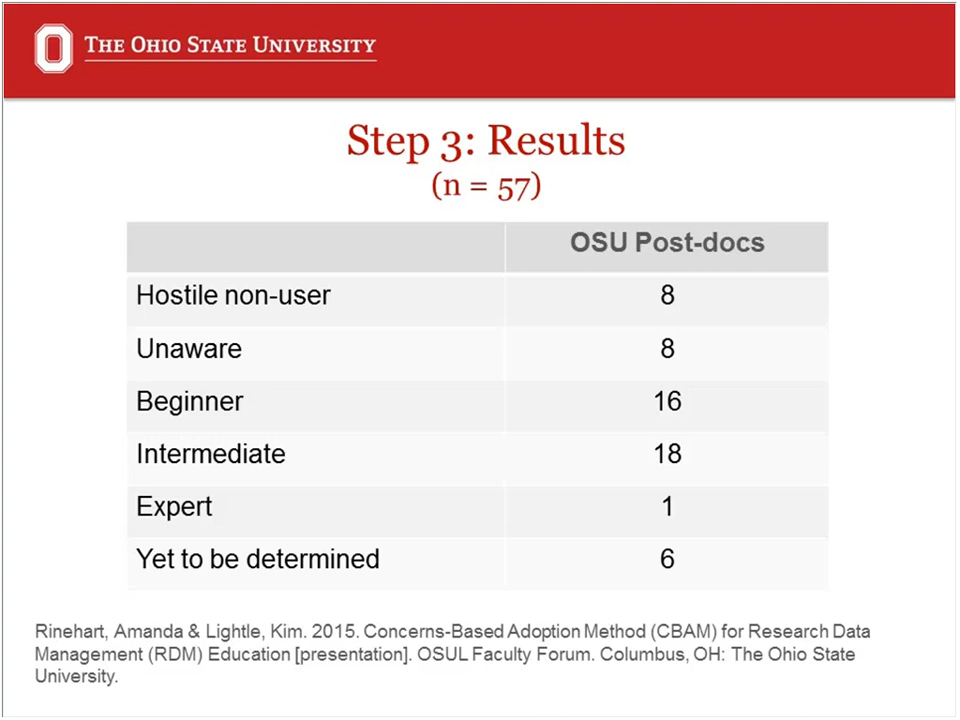 THE OHIO STATE UNIVERSITY
Step 3: Results
(n = 57)
OSU Post-docs
Hostile non-user 8
Unaware 8
Beginner 16
Intermediate 18
Expert 1
Yet to be determined 6
Rinehart, Amanda & Lightle, Kim. 2015. Concerns-Based Adoption Method (CBAM) for Research Data
Management (RDM) Education [presentation]. OSUL Faculty Forum. Columbus, OH: The Ohio State
University.